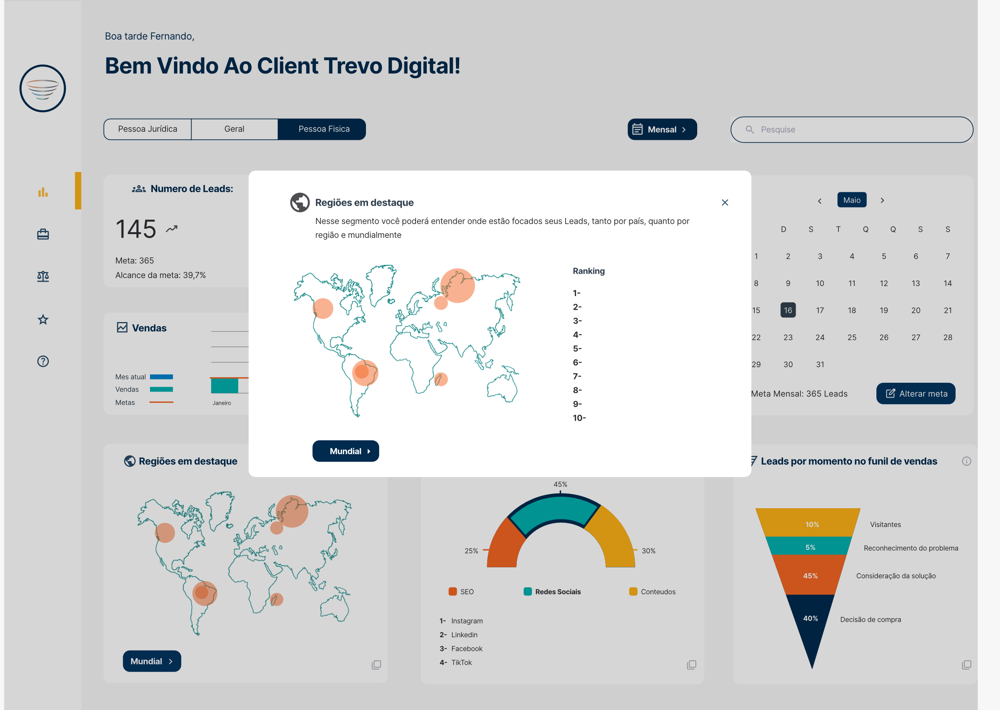 Boa tarde Fernando,
Bem Vindo Ao Client Trevo Digital!
Pessoa Jurídica
Geral
Pessoa Fisica
Mensal
Pesquise
Numero de Leads:
145
Meta: 365
Alcance da meta: 39,7%
Vendas
Mes atual
Vendas
Metas
Janeiro
Regiões em destaque
Nesse segmento você poderá entender onde estão focados seus Leads, tanto por país, quanto por
região e mundialmente
Ranking
1-
2-
3-
4-
5-
6-
7-
8-
9-
10-
Mundial
Maio
D S T Q Q S S
1 2 3 4 5 6 7
8 9 10 11 12 13 14
15 16 17 18 19 20 21
22 23 24 25 26 27 28
29 30 31
Meta Mensal: 365 Leads
Alterar meta
Regiões em destaque
Mundial
45%
25%
30%
SEO
Redes Sociais
Conteudos
1- Instagram
2- Linkedin
3- Facebook
4- TikTok
Leads por momento no funil de vendas
10% Visitantes
5% Reconhecimento do problema
45% Consideração da solução
40% Decisão de compra